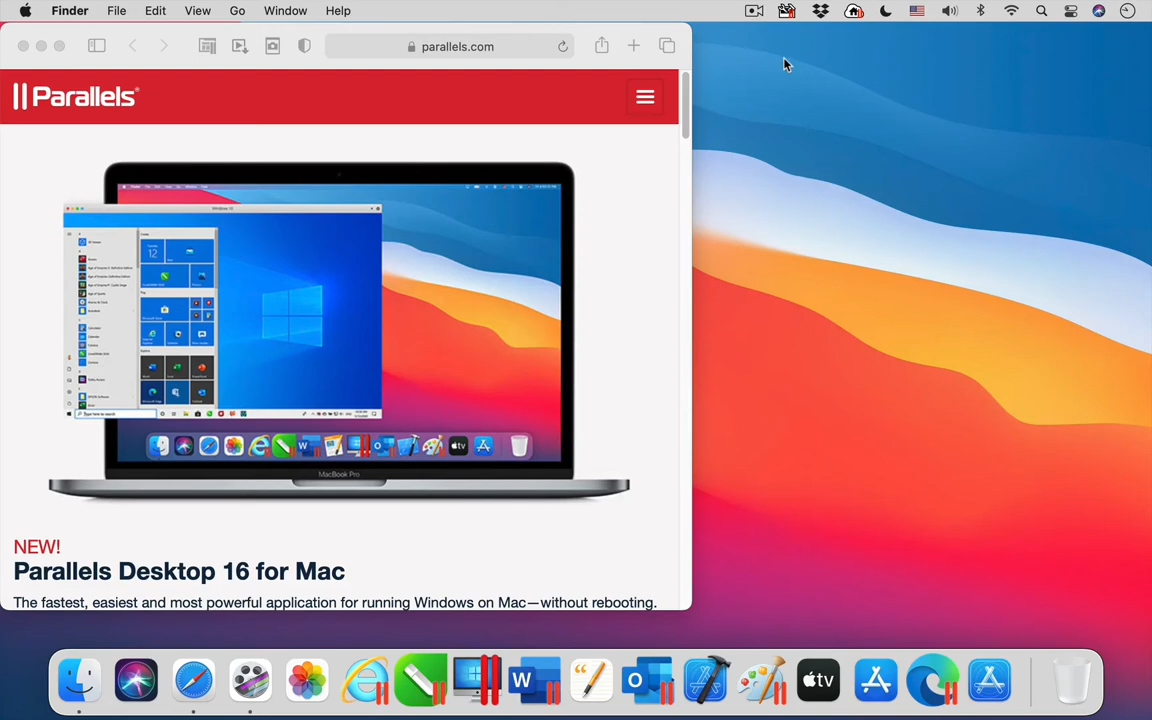 Finder File Edit View Go Window Help
parallels.com
Parallels®
MacBook Pro
NEW!
Parallels Desktop 16 for Mac
The fastest, easiest and most powerful application for running Windows on Mac—without rebooting.
W
O
tv